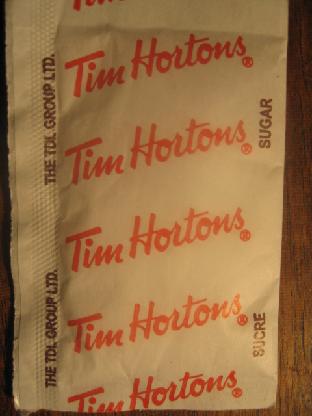 Tim Hortons®
Tim Hortons®
Tim Hortons®
Tim Hortons®
Tim Hortons®
THE TDL GROUP LTD.
THE TDL GROUP LTD.
SUGAR
SUCRE